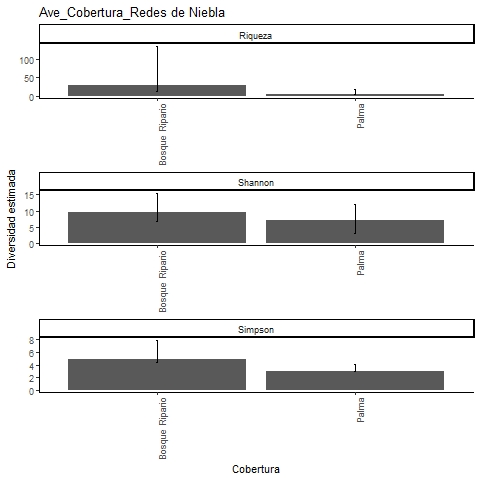 Ave_Cobertura_Redes de Niebla
Riqueza
100
50
0
Bosque Ripario
Palma
Shannon
15
10
5
0
Bosque Ripario
Palma
Simpson
8
6
4
2
0
Bosque Ripario
Palma
Diversidad estimada
Cobertura